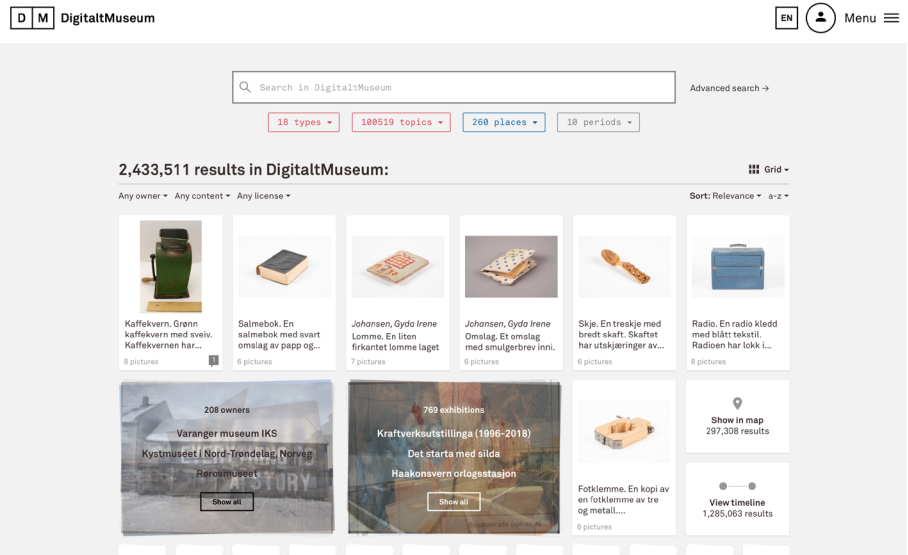 D M DigitaltMuseum
EN
Menu
Search in DigitaltMuseum
Advanced search →
18 types
100519 topics
260 places
10 periods
2,433,511 results in DigitaltMuseum:
Grid
Any owner Any content Any license
Sort: Relevance a-z
Kaffekvern. Grønn
kaffekvern med sveiv.
Kaffekvernen har...
8 pictures
1
Salmebok. En
salmebok med svart
omslag av papp og...
6 pictures
Johansen, Gyda Irene
Lomme. En liten
firkantet lomme laget
7 pictures
Johansen, Gyda Irene
Omslag. Et omslag
med smulgerbrev inni.
6 pictures
Skje. En treskje med
bredt skaft. Skaftet
har utskjæringer av...
6 pictures
Radio. En radio kledd
med blått tekstil.
Radioen har lokk i...
8 pictures
208 owners
Varanger museum IKS
Kystmuseet i Nord-Trøndelag, Norveg
Rørosmuseet
Show all
769 exhibitions
Kraftverksutstillinga (1996-2018)
Det starta med silda
Haakonsvern orlogsstasjon
Show all
Fotklemme. En kopi av
en fotklemme av tre
og metall....
6 pictures
Show in map
297,308 results
View timeline
1,285,063 results